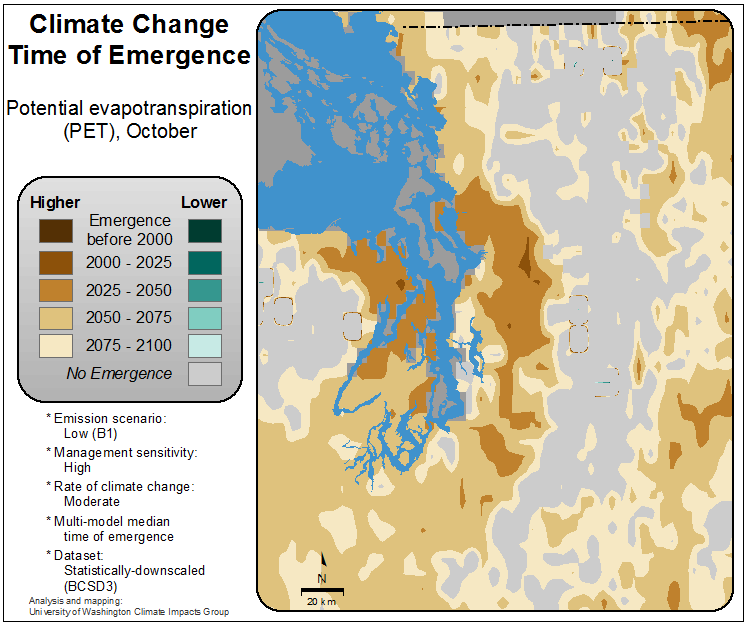 Climate Change
Time of Emergence
Potential evapotranspiration
(PET), October
Higher Lower
Emergence
before 2000
2000 - 2025
2025 - 2050
2050 - 2075
2075 - 2100
No Emergence
* Emission scenario:
Low (B1)
* Management sensitivity:
High
* Rate of climate change:
Moderate
* Multi-model median
time of emergence
* Dataset:
Statistically-downscaled
(BCSD3)
Analysis and mapping:
University of Washington Climate Impacts Group
N
20 km